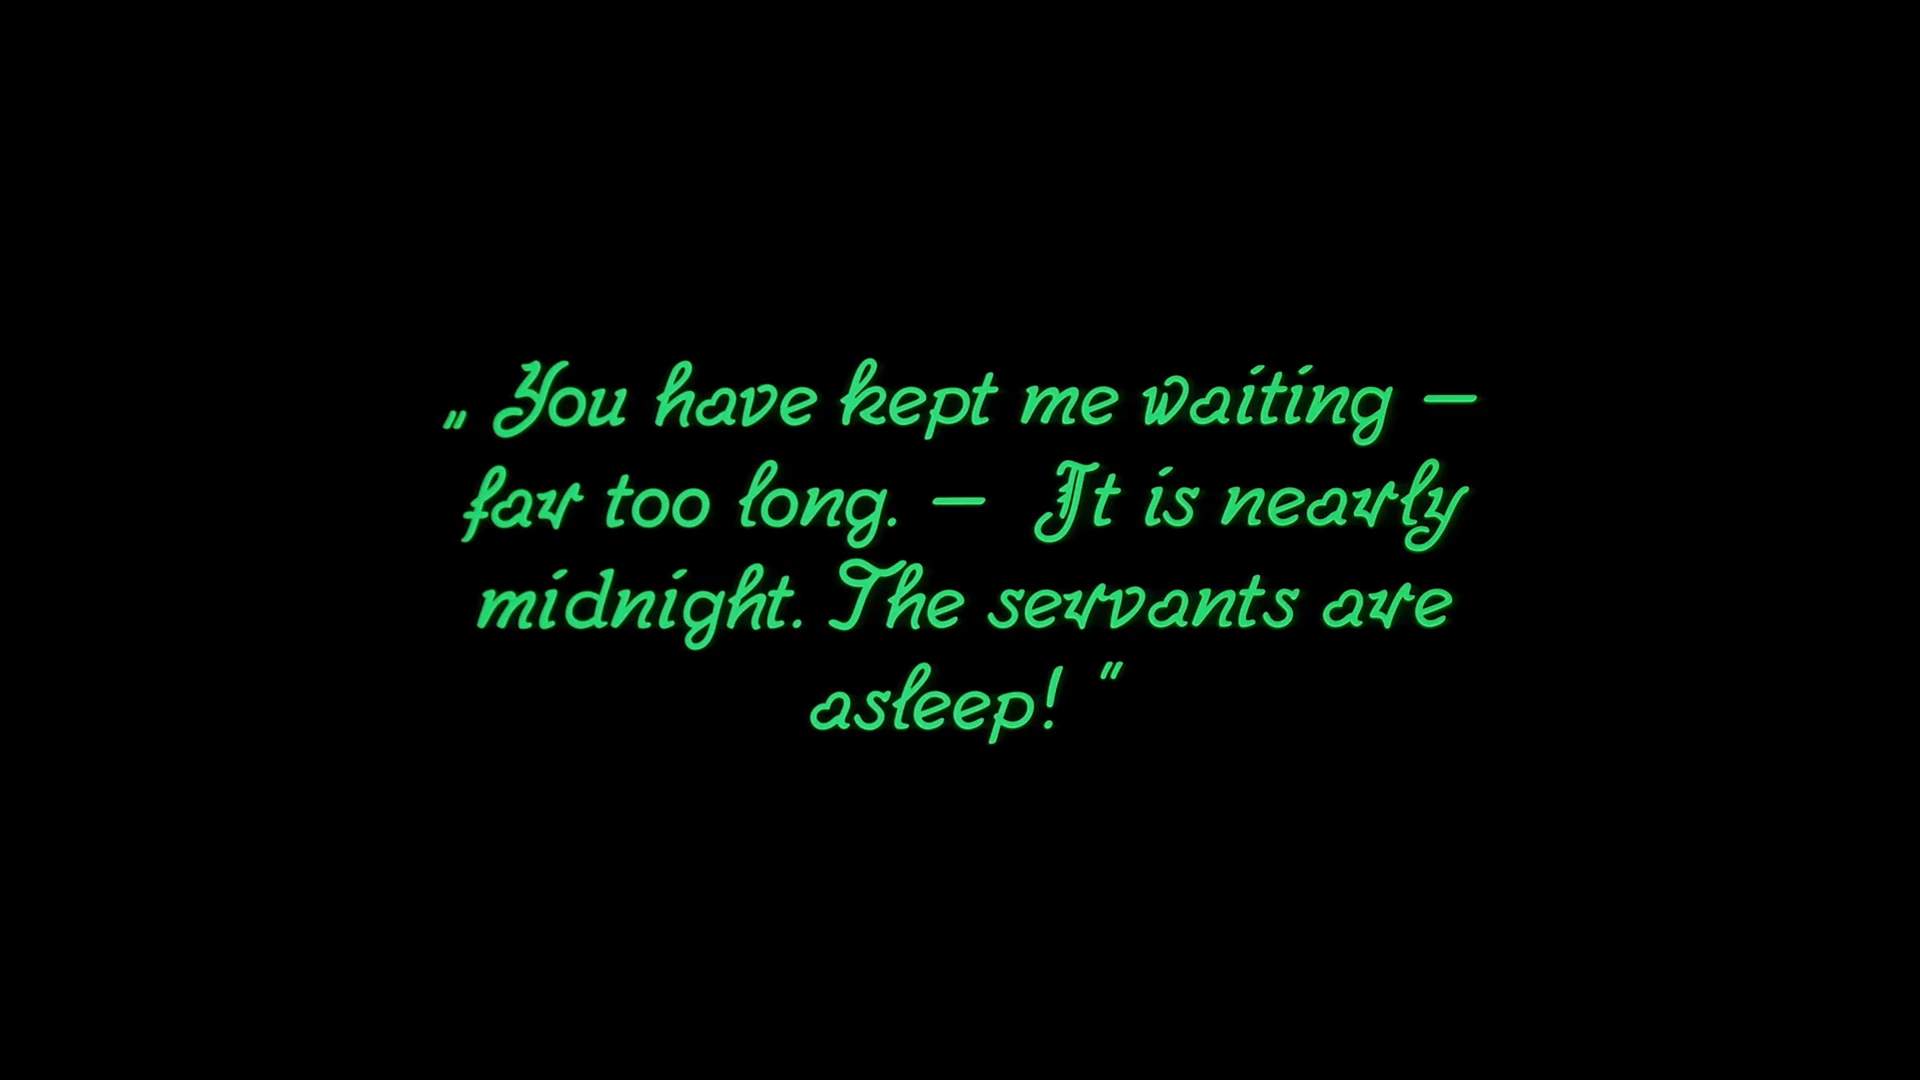 „ You have kept me waiting —
far too long. — It is nearly
midnight. The servants are
asleep! "